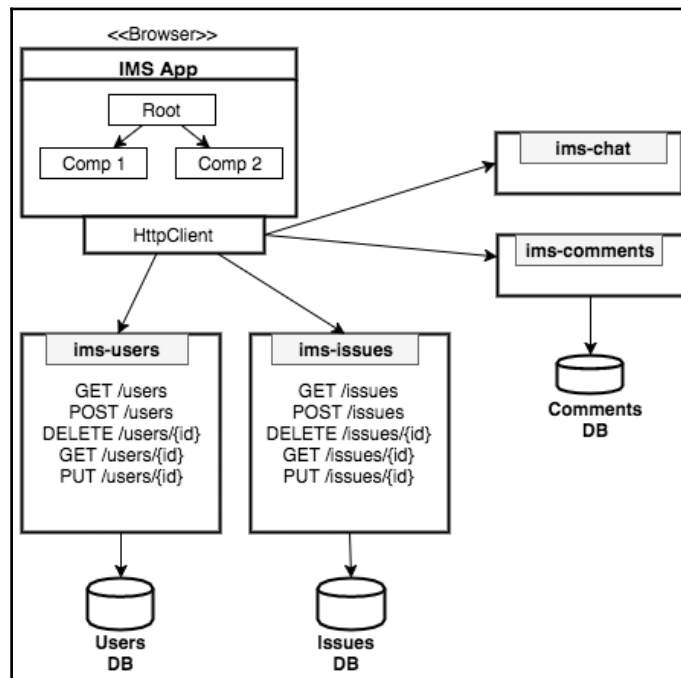 <<Browser>>
IMS App
Root
Comp 1
Comp 2
HttpClient
ims-chat
ims-comments
Comments
DB
ims-users
GET /users
POST /users
DELETE /users/{id}
GET /users/{id}
PUT /users/{id}
ims-issues
GET /issues
POST /issues
DELETE /issues/{id}
GET /issues/{id}
PUT /issues/{id}
Users
DB
Issues
DB